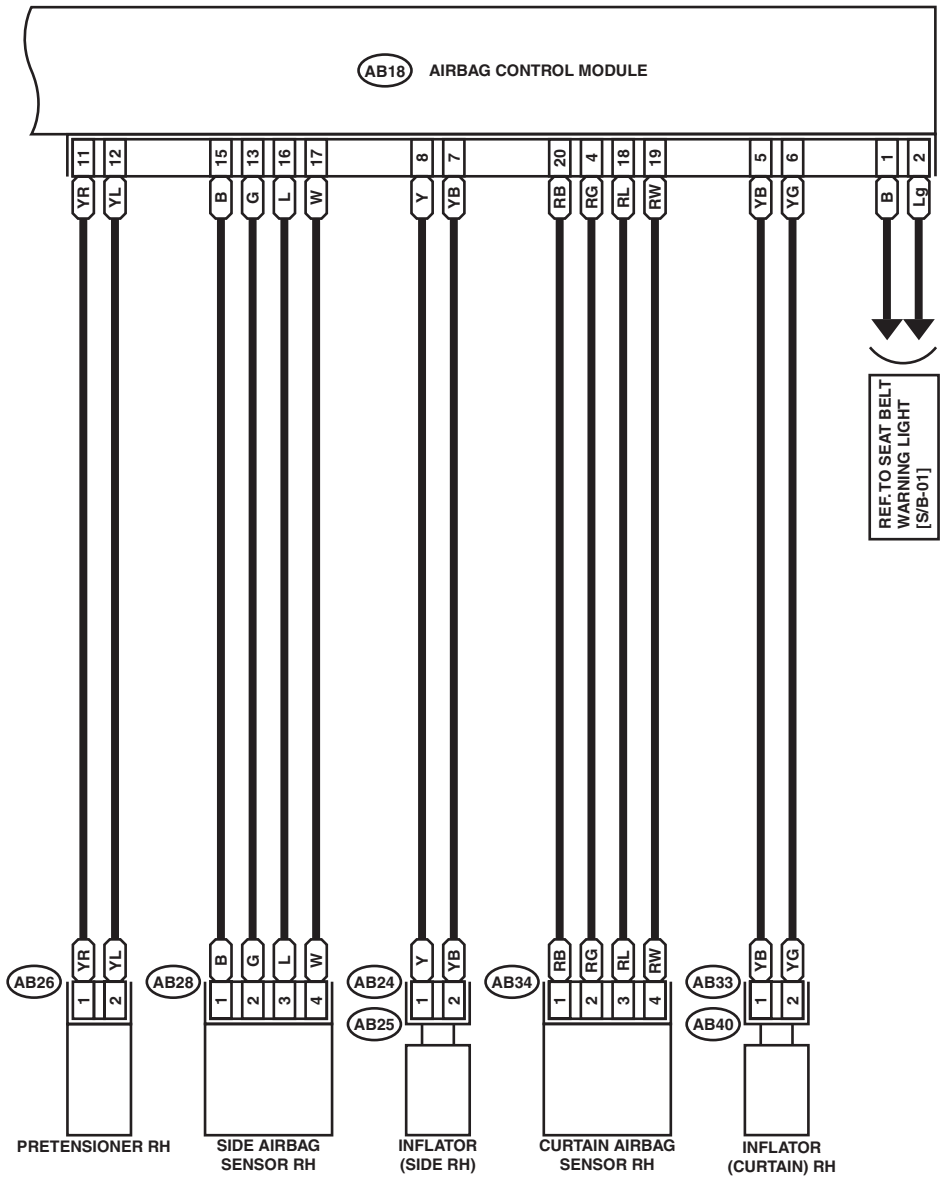 AB18 AIRBAG CONTROL MODULE
11 12 15 13 16 17 8 7 20 4 18 19 5 6 1 2
YR YL B G L W Y YB RB RG RL RW YB YG B Lg
REF. TO SEAT BELT
WARNING LIGHT
[S/B-01]
YR YL B G L W Y YB RB RG RL RW YB YG
AB26 1 2 AB28 1 2 3 4 AB24 1 2 AB34 1 2 3 4 AB33 1 2
AB25 AB40
PRETENSIONER RH
SIDE AIRBAG
SENSOR RH
INFLATOR
(SIDE RH)
CURTAIN AIRBAG
SENSOR RH
INFLATOR
(CURTAIN) RH